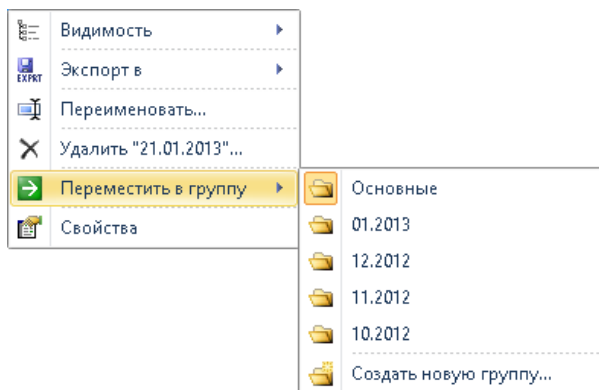 Видимость
EXPRT
Экспорт в
Переименовать...
Удалить "21.01.2013"...
Переместить в группу
Свойства
Основные
01.2013
12.2012
11.2012
10.2012
Создать новую группу...